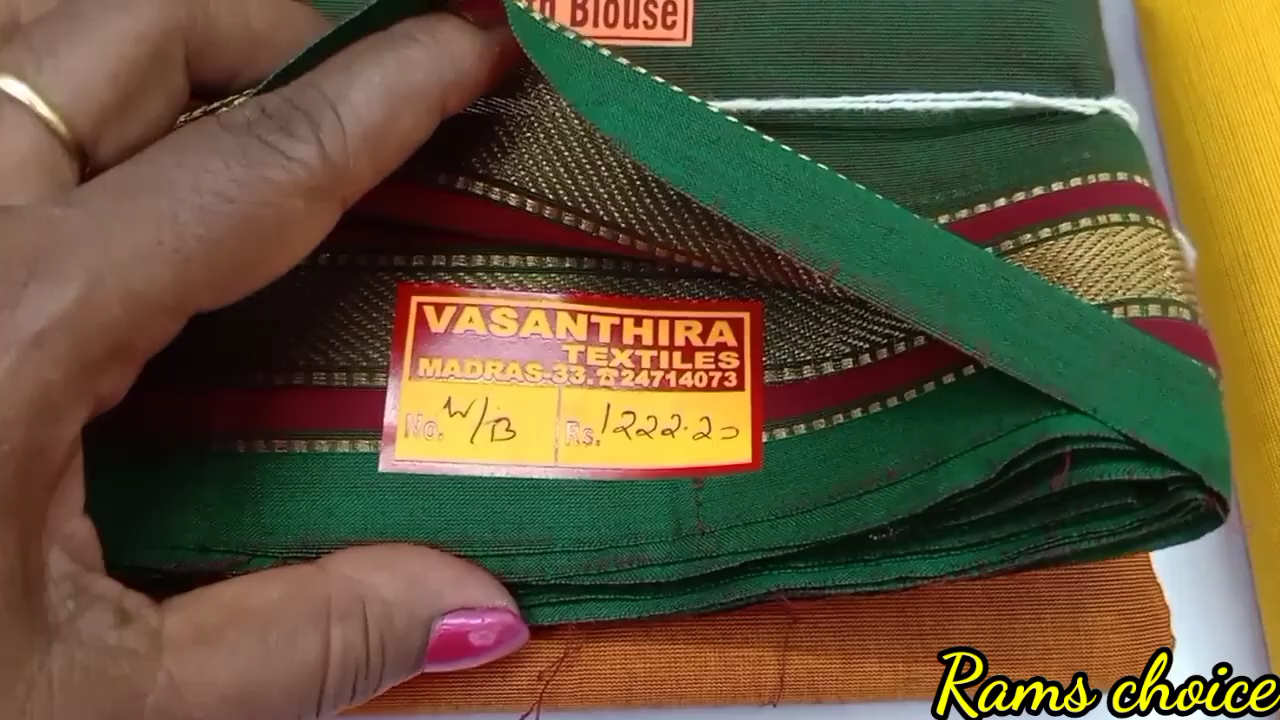 Blouse
VASANTHIRA
TEXTILES
MADRAS.33.☎24714073
No. W/B
Rs. 1222.20
Rams choice